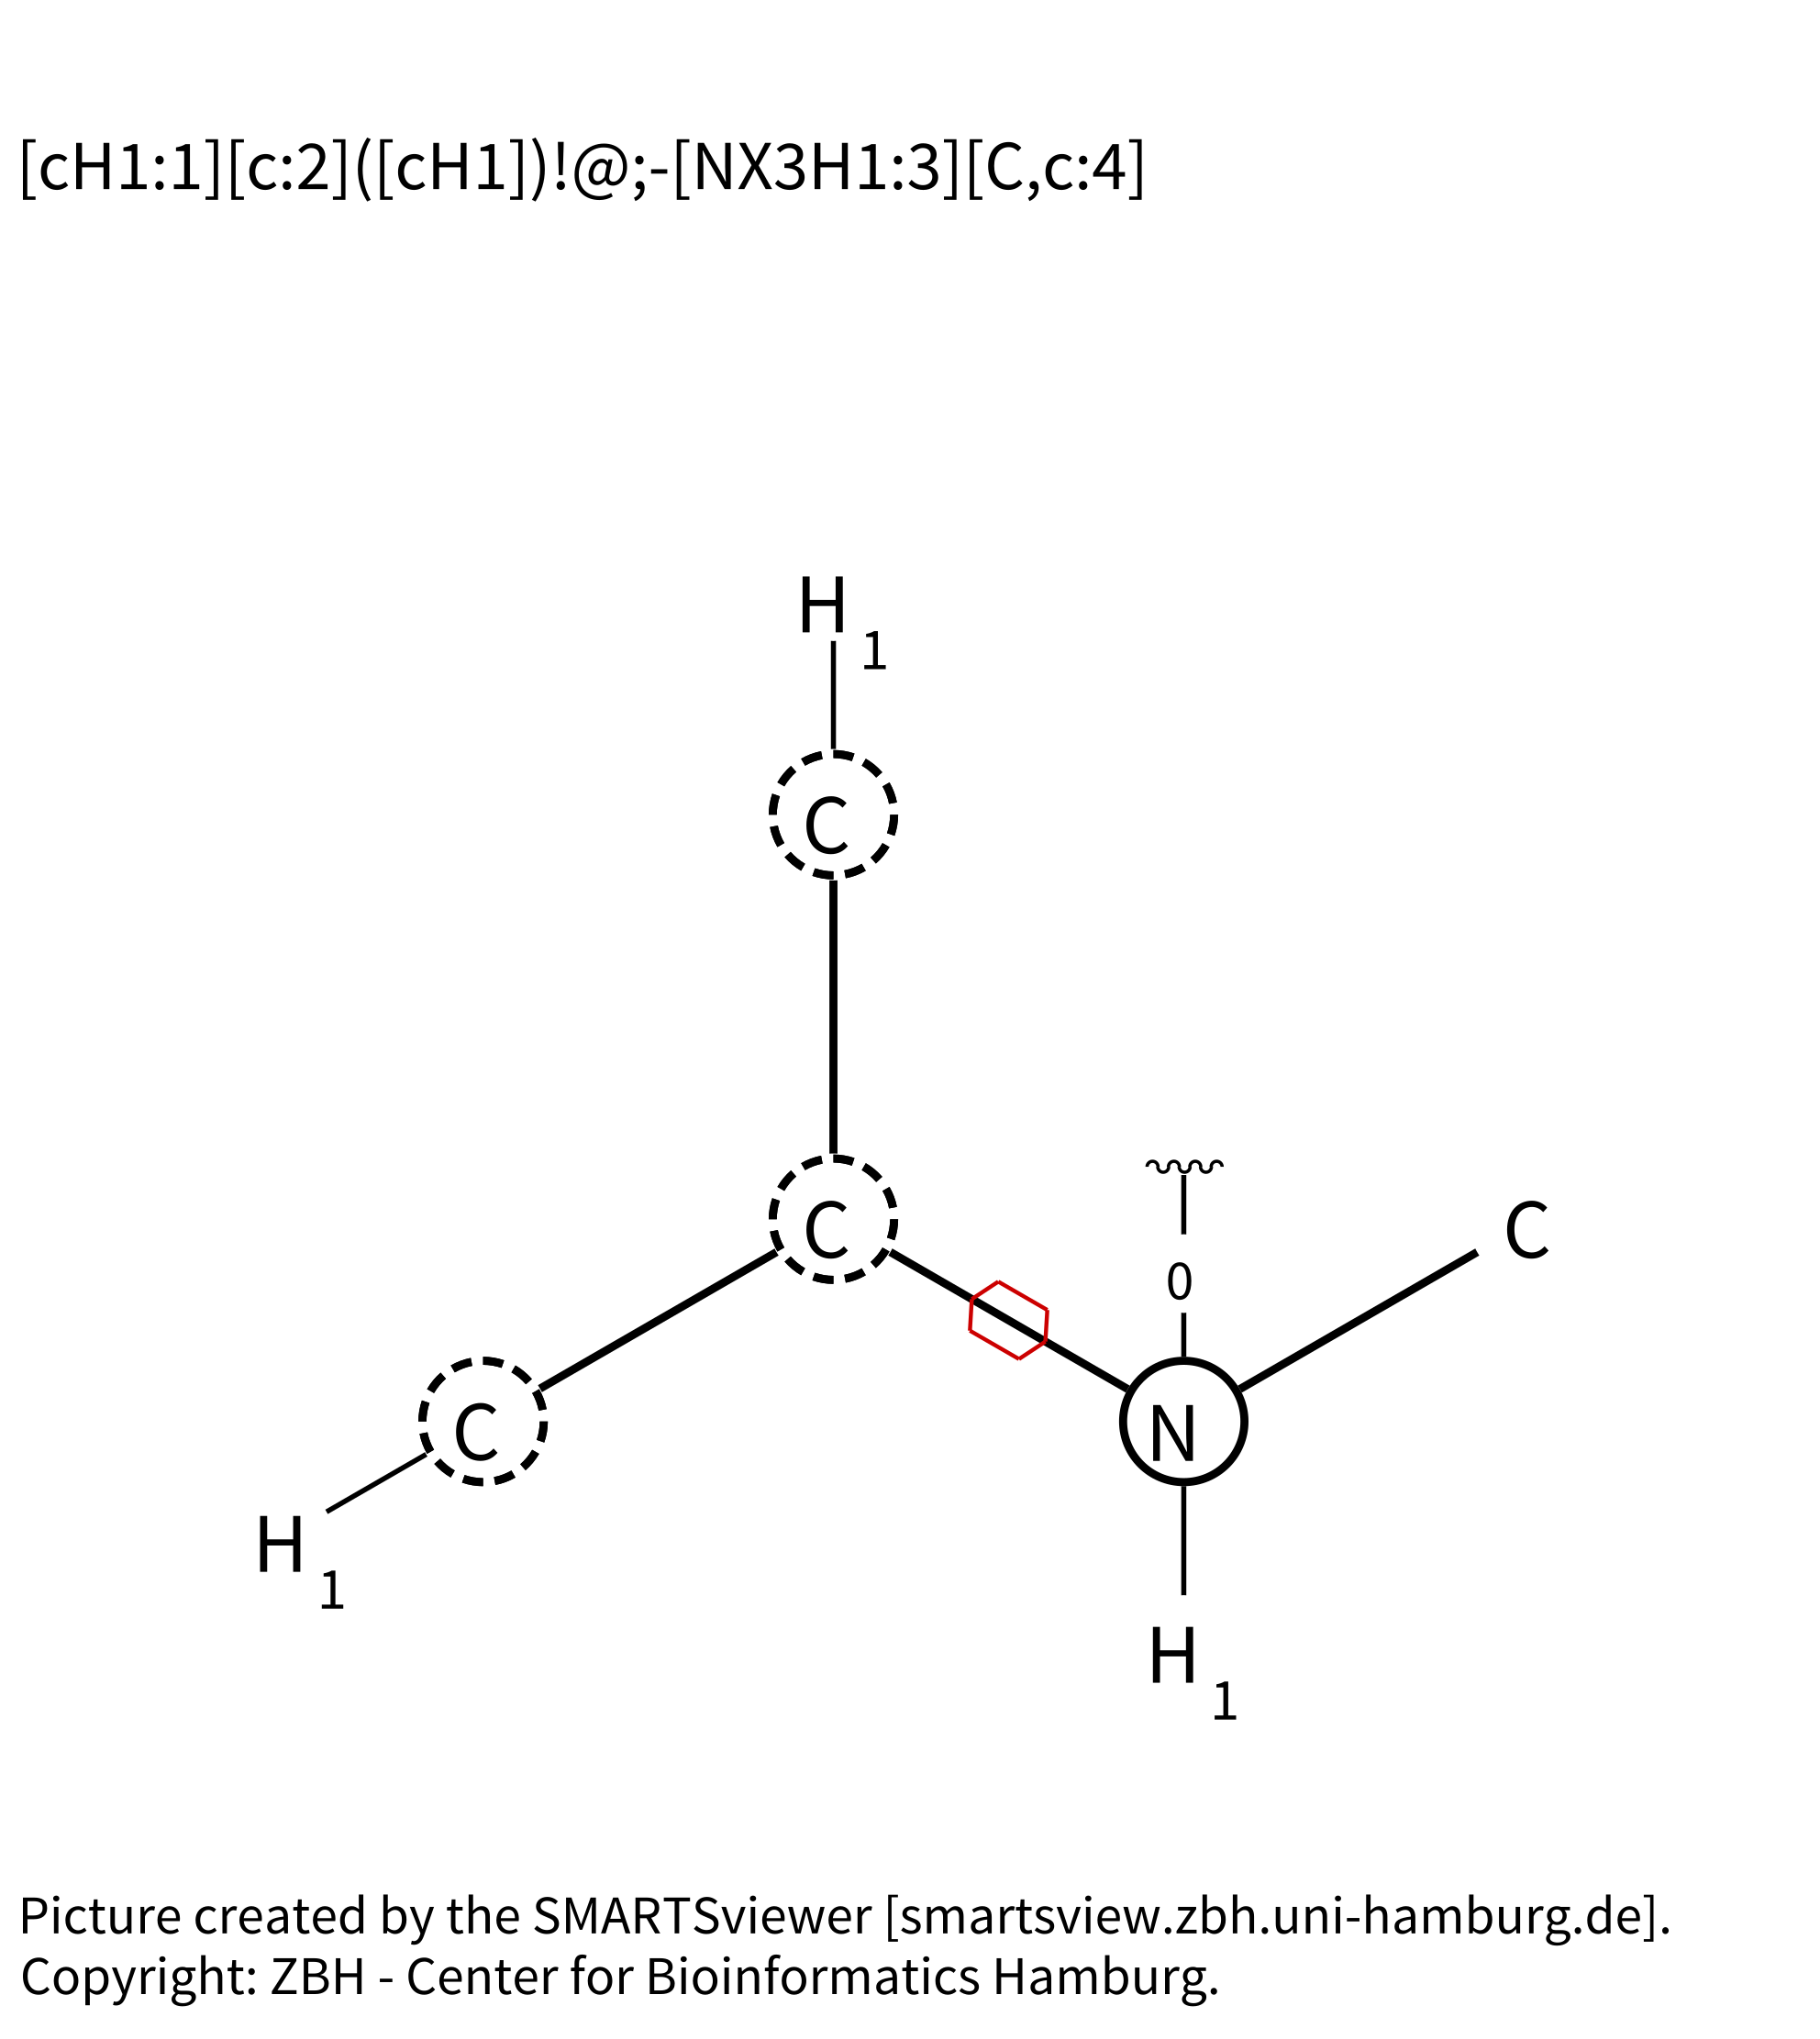 [cH1:1][c:2]([cH1])!@;-[NX3H1:3][C,c:4]
H 1
C
C
0
C
C
N
H 1
H 1
Picture created by the SMARTSviewer [smartsview.zbh.uni-hamburg.de].
Copyright: ZBH - Center for Bioinformatics Hamburg.